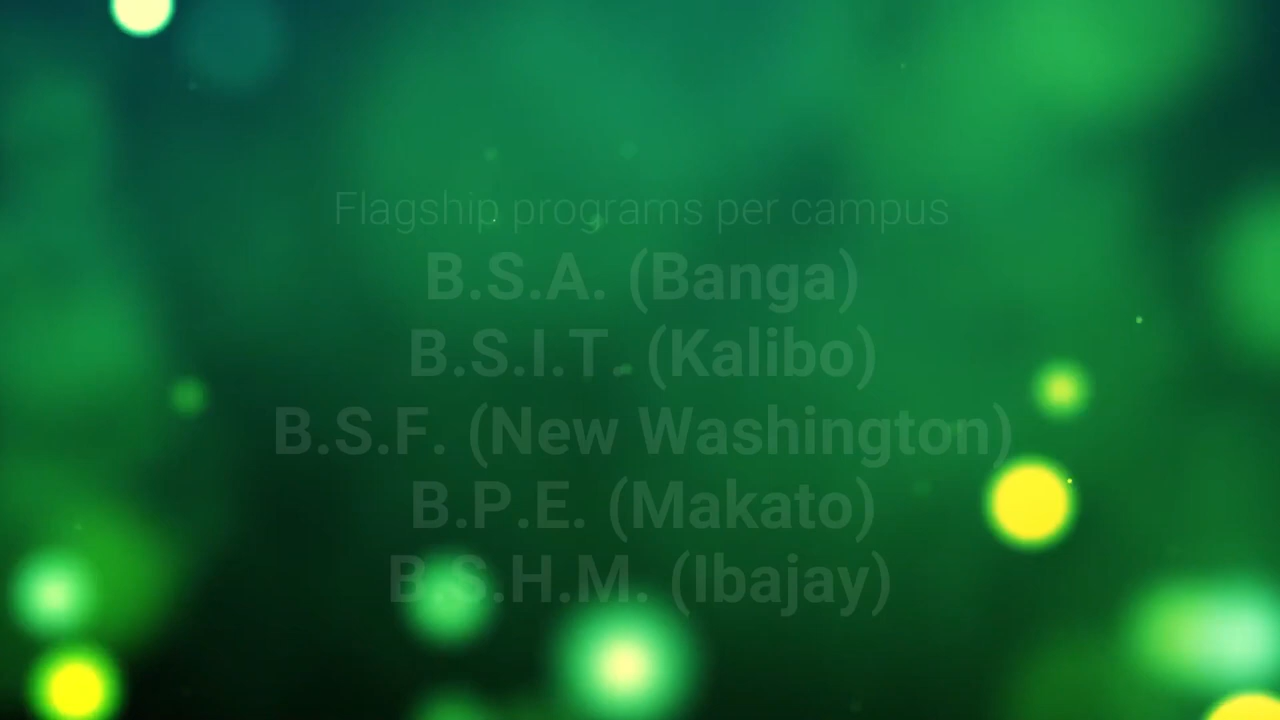 Flagship programs per campus
B.S.A. (Banga)
B.S.I.T. (Kalibo)
B.S.F. (New Washington)
B.P.E. (Makato)
B.S.H.M. (Ibajay)